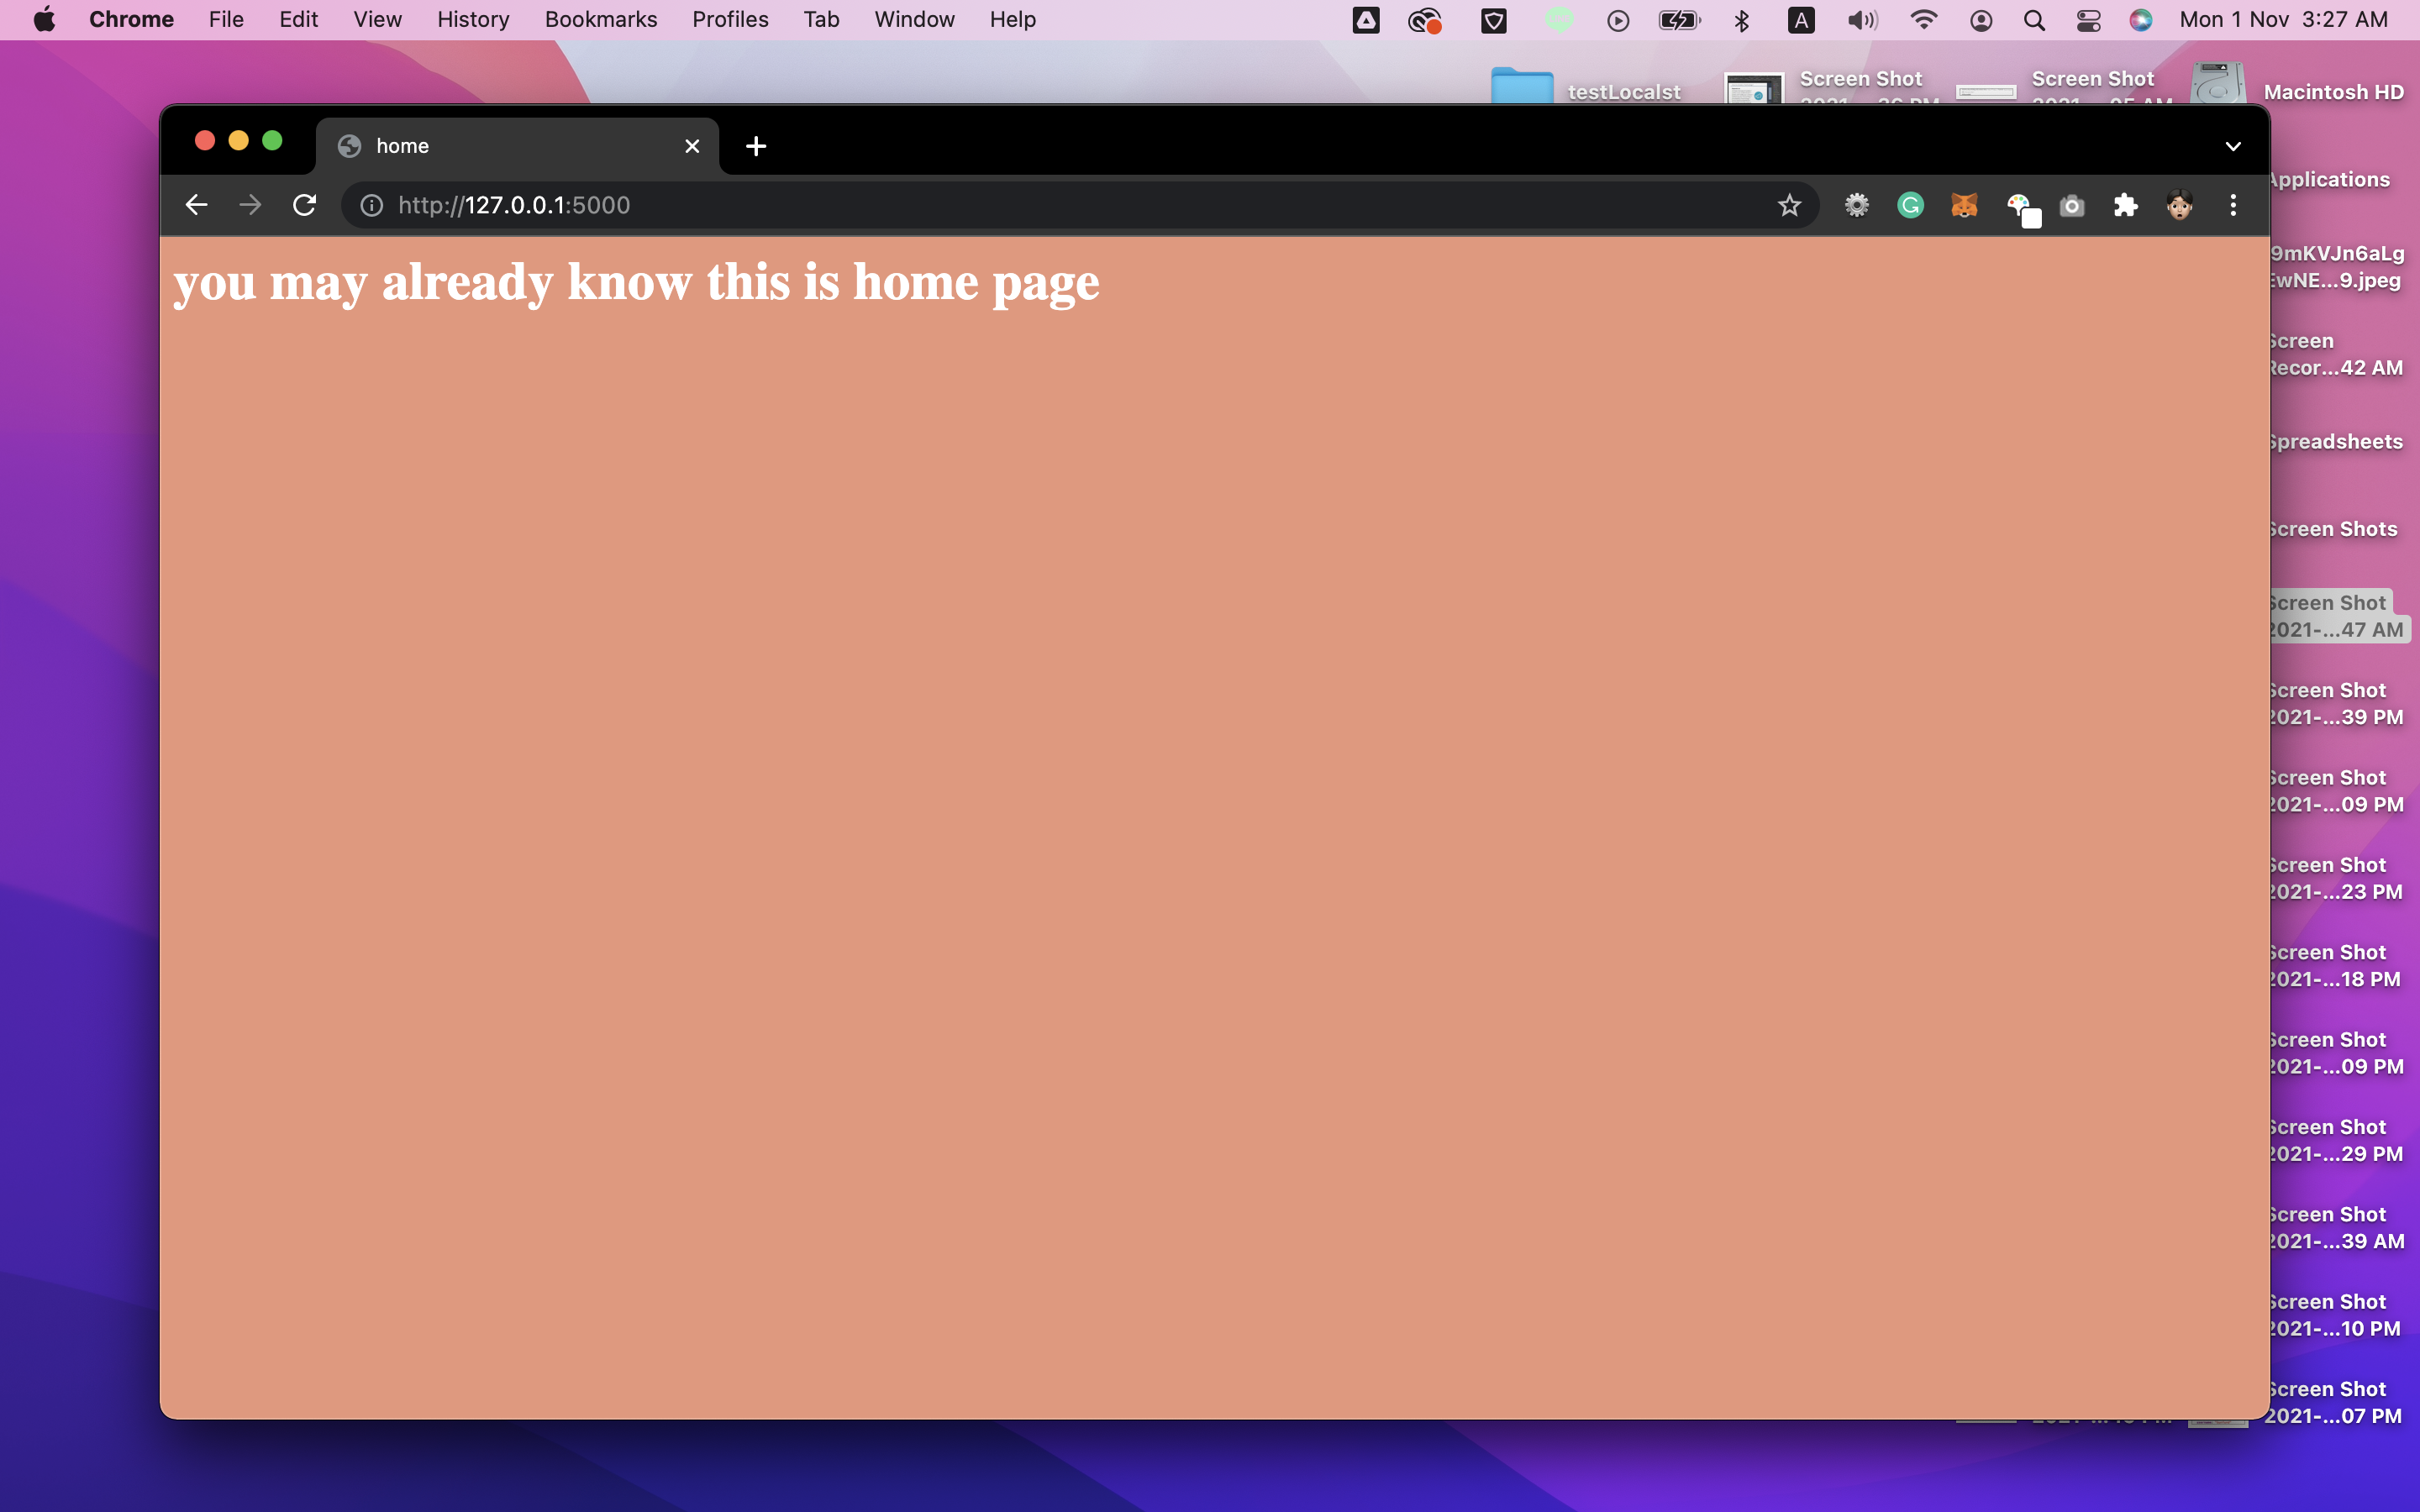 Chrome File Edit View History Bookmarks Profiles Tab Window Help A Mon 1 Nov 3:27 AM
testLocalst
Screen Shot
Screen Shot
Macintosh HD
home
http://127.0.0.1:5000
you may already know this is home page
Applications
9mKVJn6aLg
EwNE...9.jpeg
Screen
Recor...42 AM
Spreadsheets
Screen Shots
Screen Shot
2021-...47 AM
Screen Shot
2021-...39 PM
Screen Shot
2021-...09 PM
Screen Shot
2021-...23 PM
Screen Shot
2021-...18 PM
Screen Shot
2021-...09 PM
Screen Shot
2021-...29 PM
Screen Shot
2021-...39 AM
Screen Shot
2021-...10 PM
Screen Shot
2021-...07 PM